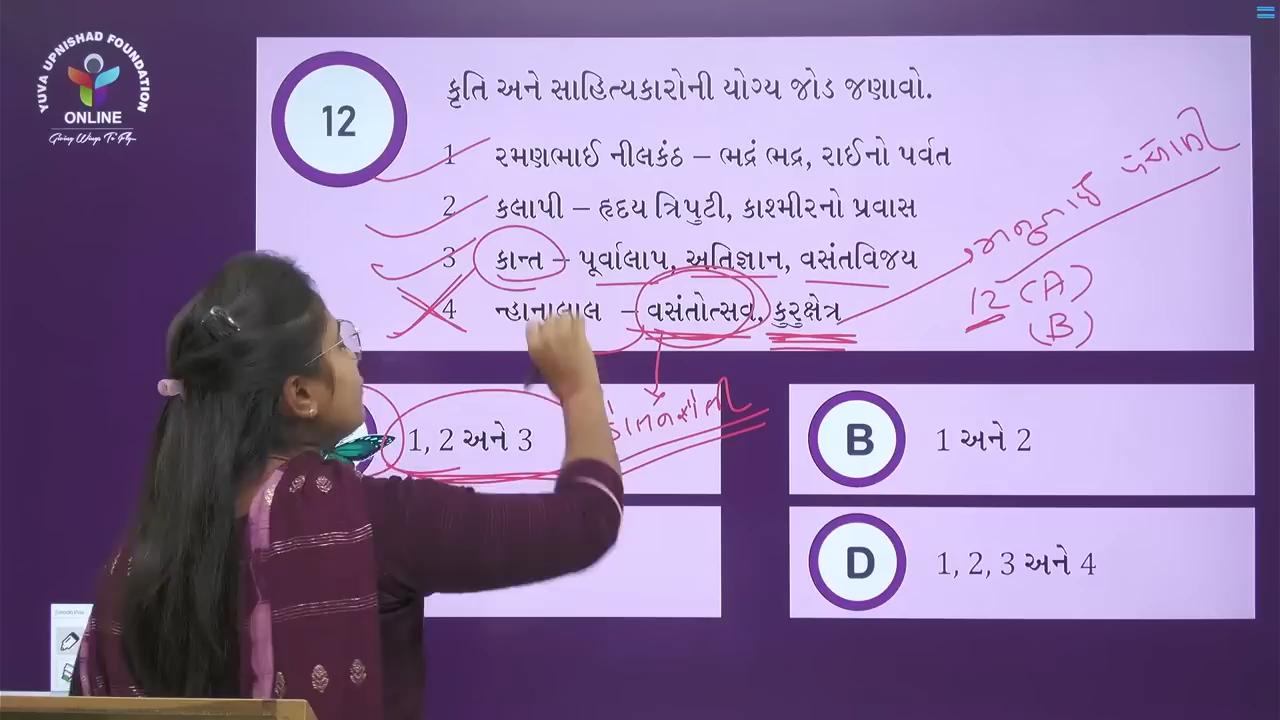 YUVA UPNISHAD FOUNDATION
ONLINE
Giving Wings To Fly
12
કૃતિ અને સાહિત્યકારોની યોગ્ય જોડ જણાવો.
1 રમણભાઈ નીલકંઠ – ભદ્રં ભદ્ર, રાઈનો પર્વત
2 કલાપી – હૃદય ત્રિપુટી, કાશ્મીરનો પ્રવાસ
3 કાન્ત – પૂર્વાલાપ, અતિજ્ઞાન, વસંતવિજય
4 ન્હાનાલાલ – વસંતોત્સવ, કુરુક્ષેત્ર
12 (A)
(B)
1, 2 અને 3
B 1 અને 2
D 1, 2, 3 અને 4